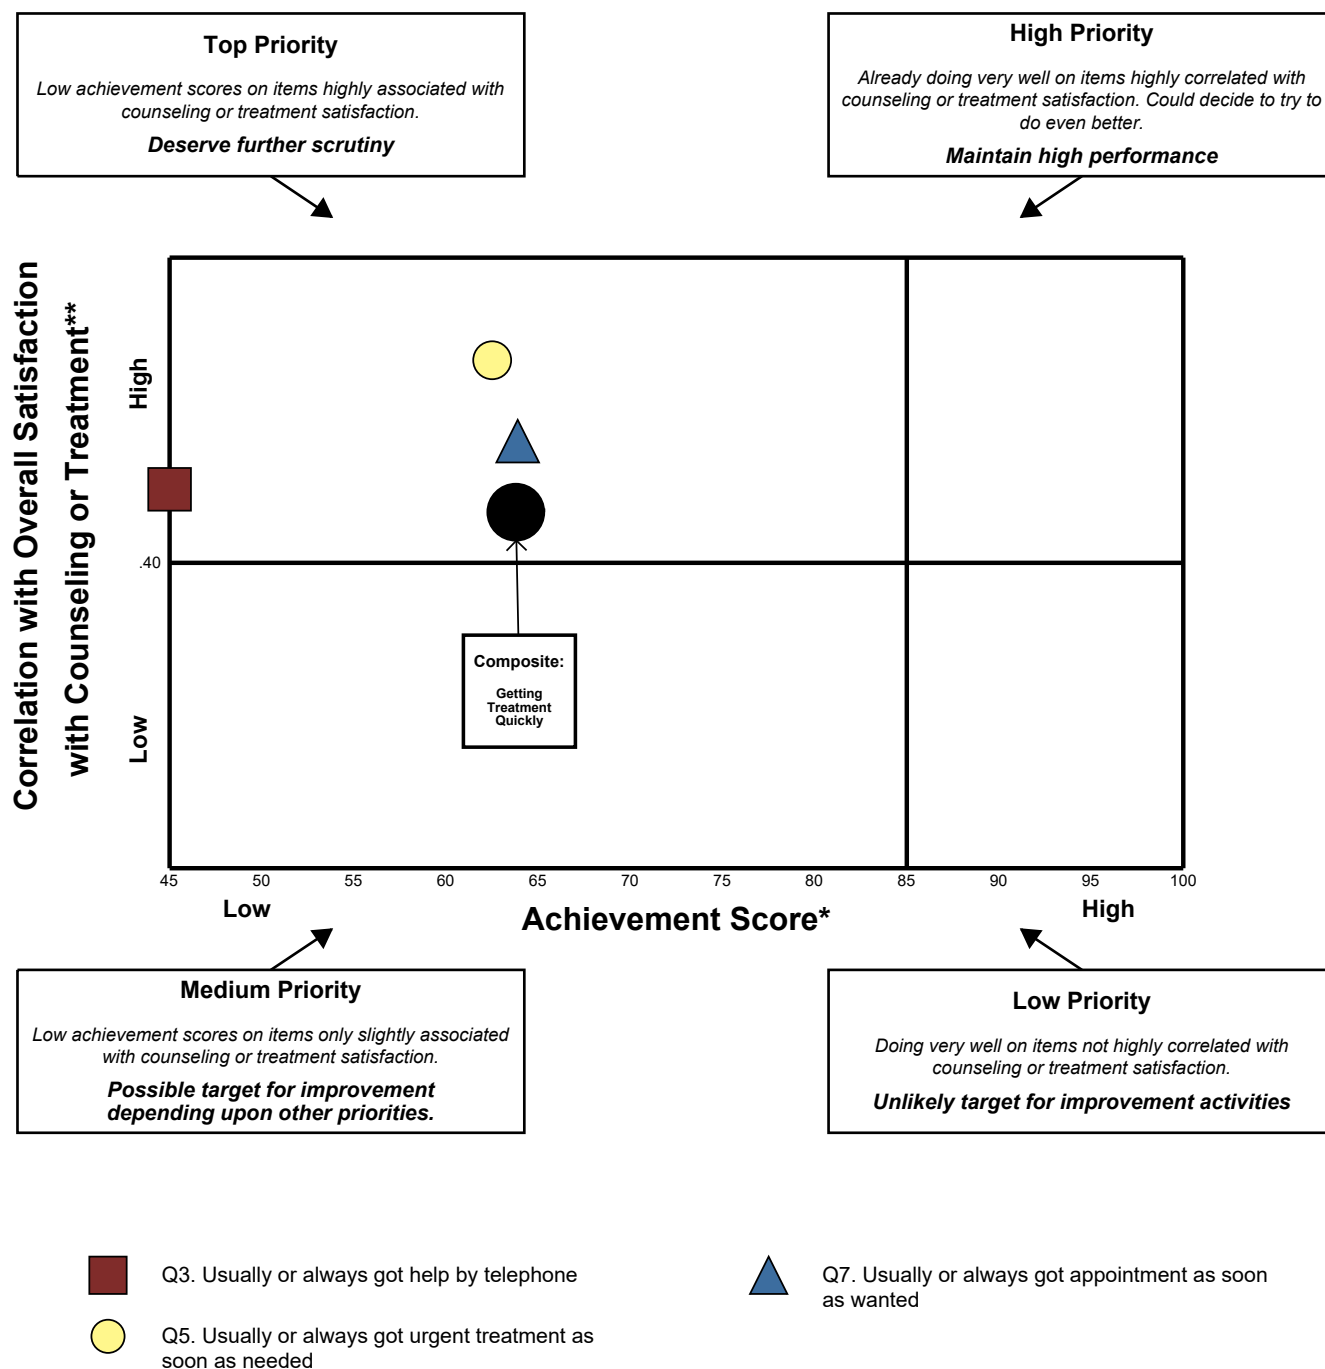 Top Priority
Low achievement scores on items highly associated with
counseling or treatment satisfaction.
Deserve further scrutiny
High Priority
Already doing very well on items highly correlated with
counseling or treatment satisfaction. Could decide to try to
do even better.
Maintain high performance
Correlation with Overall Satisfaction
with Counseling or Treatment**
High
.40
Low
Composite:
Getting
Treatment
Quickly
45 50 55 60 65 70 75 80 85 90 95 100
Low
Achievement Score*
High
Medium Priority
Low achievement scores on items only slightly associated
with counseling or treatment satisfaction.
Possible target for improvement
depending upon other priorities.
Low Priority
Doing very well on items not highly correlated with
counseling or treatment satisfaction.
Unlikely target for improvement activities
Q3. Usually or always got help by telephone
Q5. Usually or always got urgent treatment as
soon as needed
Q7. Usually or always got appointment as soon
as wanted